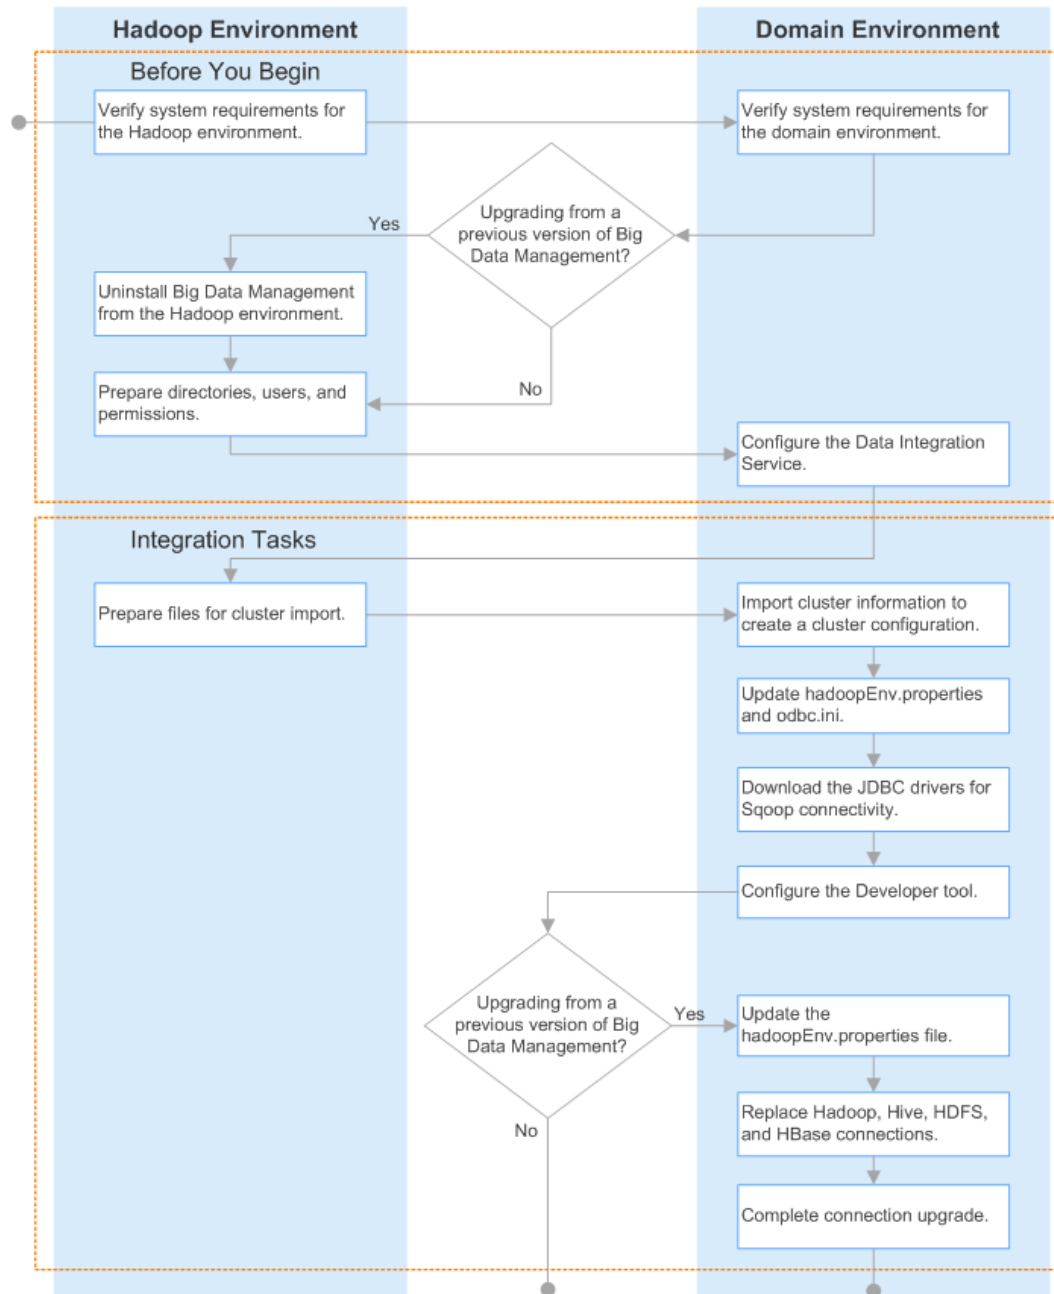 Hadoop Environment
Domain Environment
Before You Begin
Verify system requirements for
the Hadoop environment.
Verify system requirements for
the domain environment.
Upgrading from a
previous version of Big
Data Management?
Yes
Uninstall Big Data Management
from the Hadoop environment.
No
Prepare directories, users, and
permissions.
Configure the Data Integration
Service.
Integration Tasks
Prepare files for cluster import.
Import cluster information to
create a cluster configuration.
Update hadoopEnv.properties
and odbc.ini.
Download the JDBC drivers for
Sqoop connectivity.
Configure the Developer tool.
Upgrading from a
previous version of Big
Data Management?
Yes
Update the
hadoopEnv.properties file.
No
Replace Hadoop, Hive, HDFS,
and HBase connections.
Complete connection upgrade.